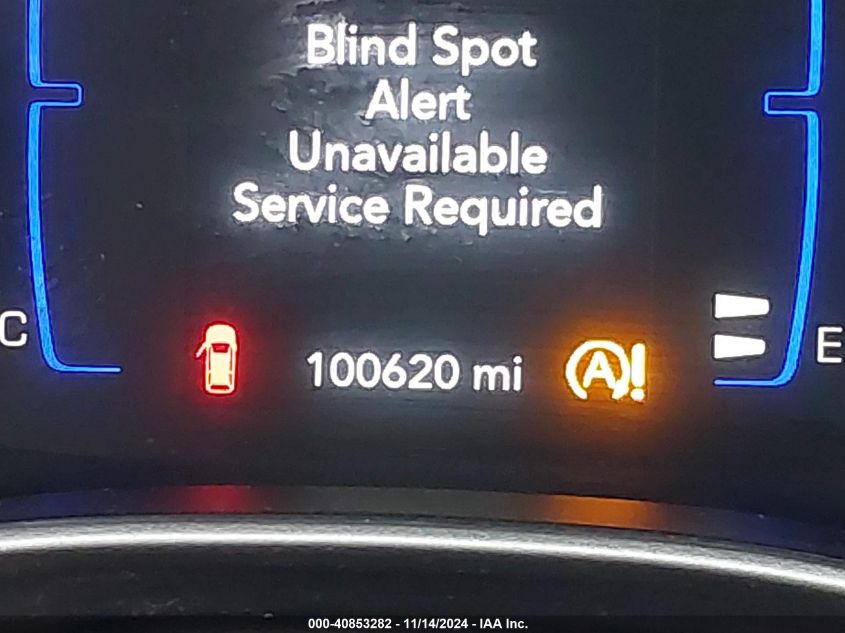 Blind Spot
Alert
Unavailable
Service Required
C
E
100620 mi
A!
000-40853282 - 11/14/2024 - IAA Inc.